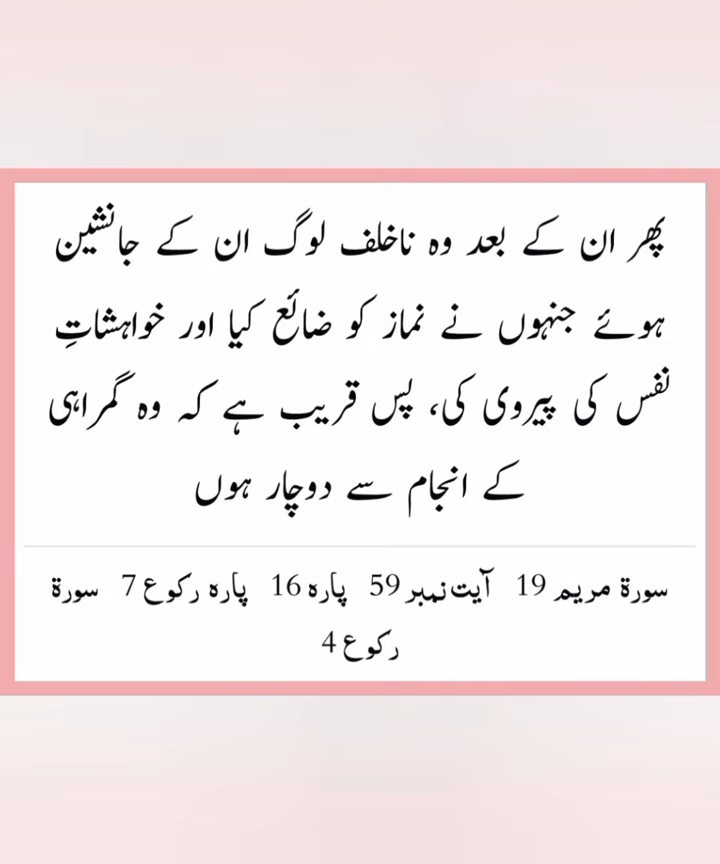 پھر ان کے بعد وہ ناخلف لوگ ان کے جانشین
ہوئے جنہوں نے نماز کو ضائع کیا اور خواہشاتِ
نفس کی پیروی کی، پس قریب ہے کہ وہ گمراہی
کے انجام سے دوچار ہوں
سورۃ مریم 19 آیت نمبر 59 پارہ 16 پارہ رکوع 7 سورۃ
رکوع 4